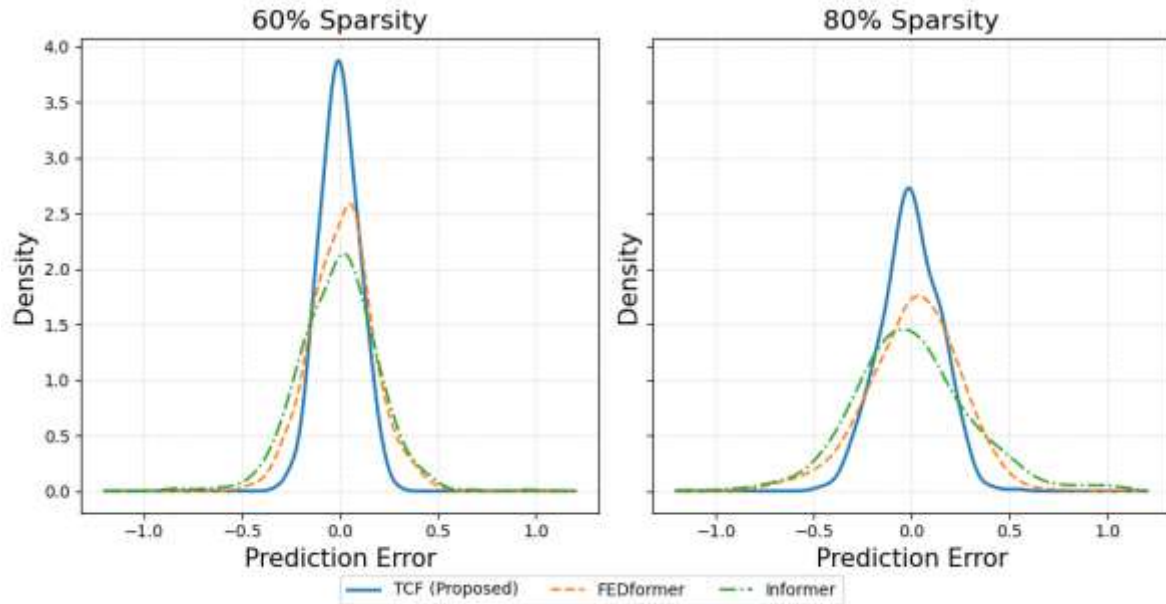 60% Sparsity
80% Sparsity
4.0
3.5
3.0
2.5
2.0
1.5
1.0
0.5
0.0
Density
Density
−1.0 −0.5 0.0 0.5 1.0
−1.0 −0.5 0.0 0.5 1.0
Prediction Error
Prediction Error
TCF (Proposed) FEDformer Informer